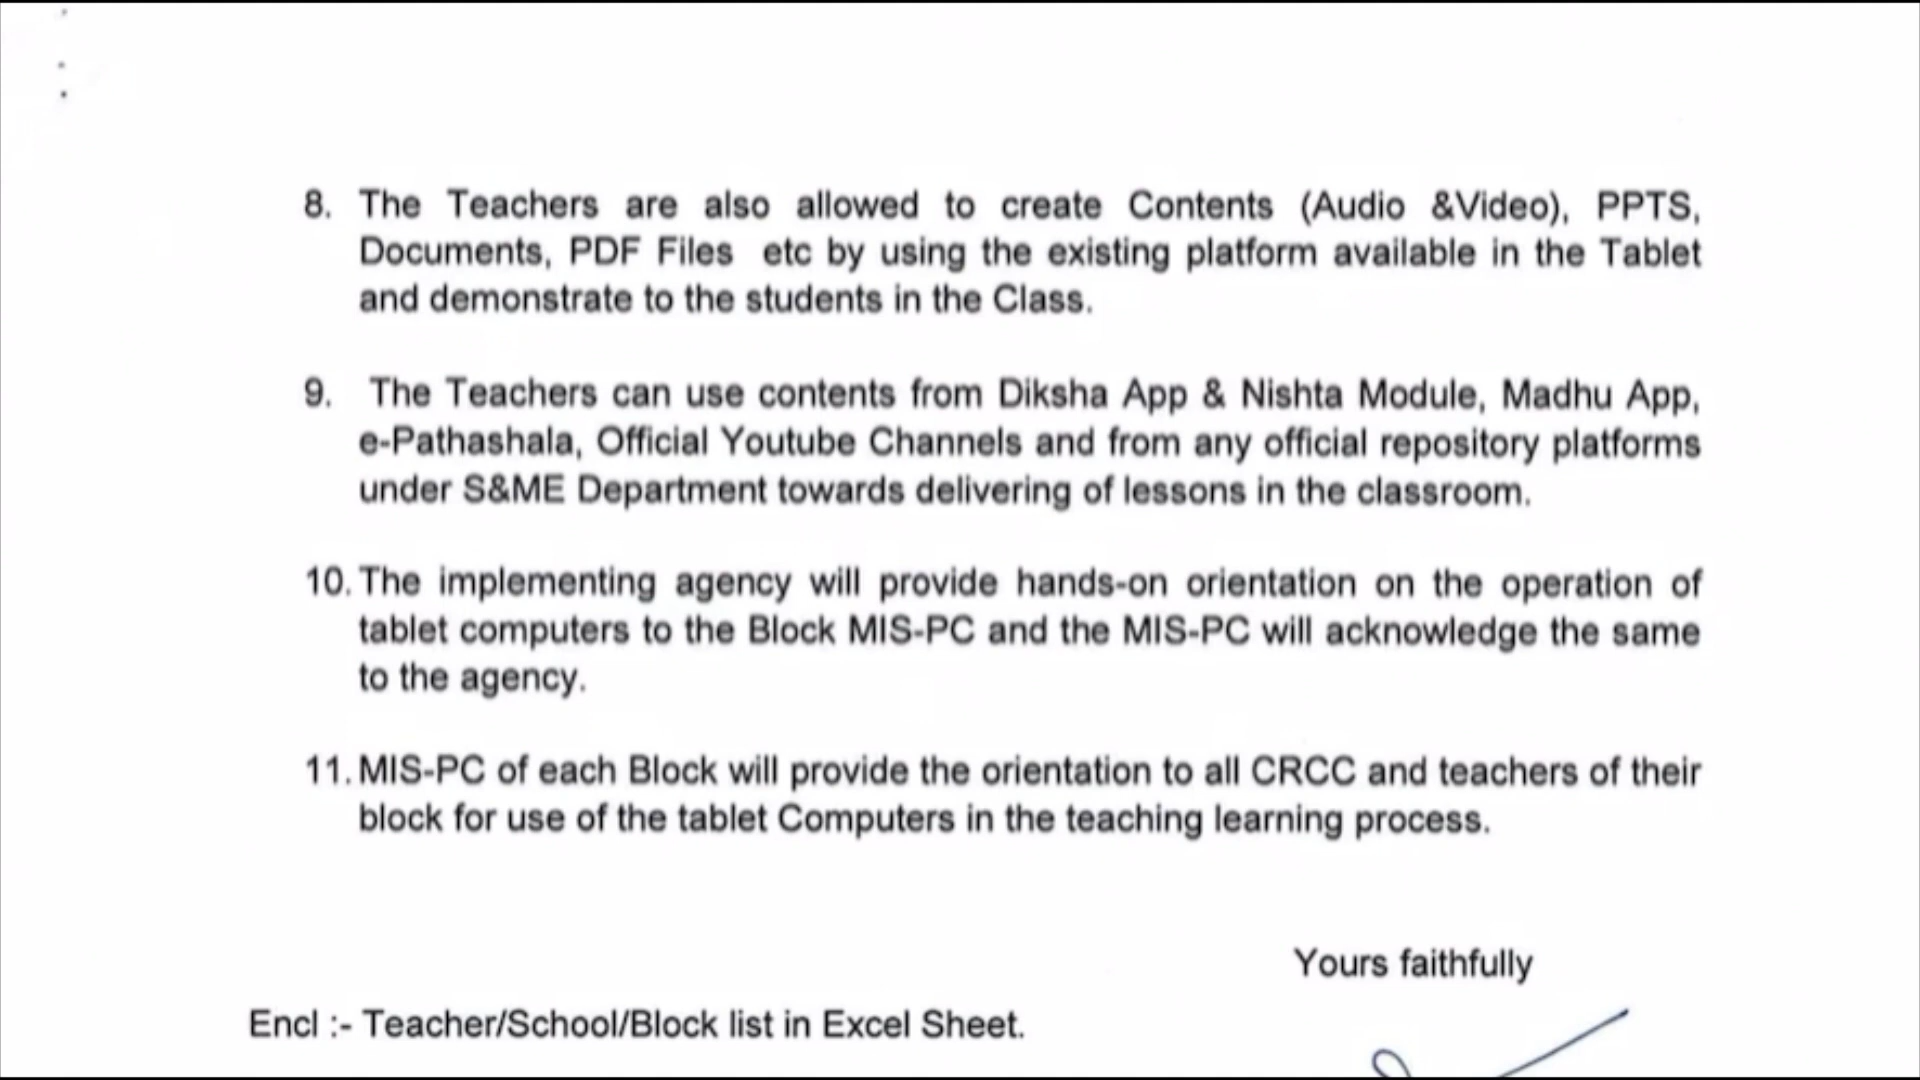 8. The Teachers are also allowed to create Contents (Audio &Video), PPTS,
Documents, PDF Files etc by using the existing platform available in the Tablet
and demonstrate to the students in the Class.
9. The Teachers can use contents from Diksha App & Nishta Module, Madhu App,
e-Pathashala, Official Youtube Channels and from any official repository platforms
under S&ME Department towards delivering of lessons in the classroom.
10. The implementing agency will provide hands-on orientation on the operation of
tablet computers to the Block MIS-PC and the MIS-PC will acknowledge the same
to the agency.
11. MIS-PC of each Block will provide the orientation to all CRCC and teachers of their
block for use of the tablet Computers in the teaching learning process.
Yours faithfully
Encl :- Teacher/School/Block list in Excel Sheet.